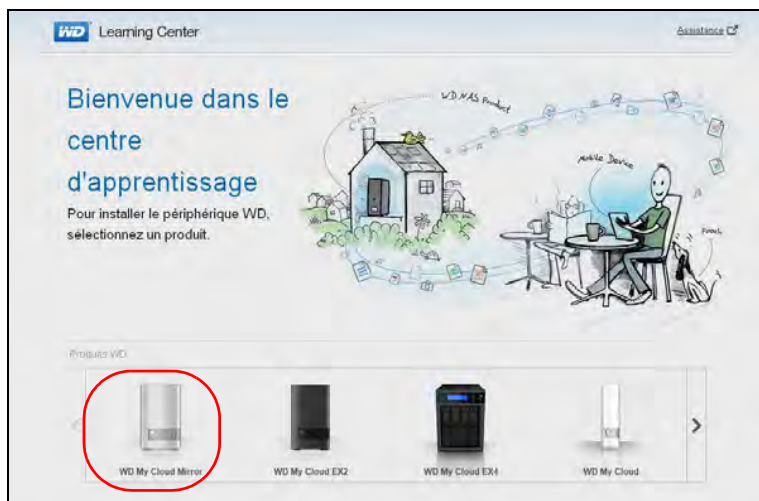 WD Learning Center
Assistance
Bienvenue dans le
centre
d'apprentissage
Pour installer le périphérique WD,
sélectionnez un produit.
WD NAS Product
Mobile Device
Pooch
Produits WD
WD My Cloud Mirror
WD My Cloud EX2
WD My Cloud EX4
WD My Cloud